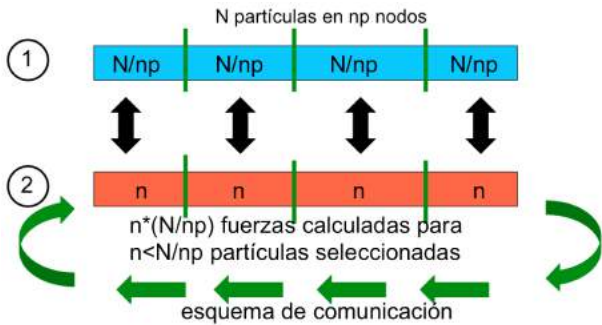 N partículas en np nodos
1 N/np N/np N/np N/np
2 n n n n
n*(N/np) fuerzas calculadas para
n<N/np partículas seleccionadas
esquema de comunicación